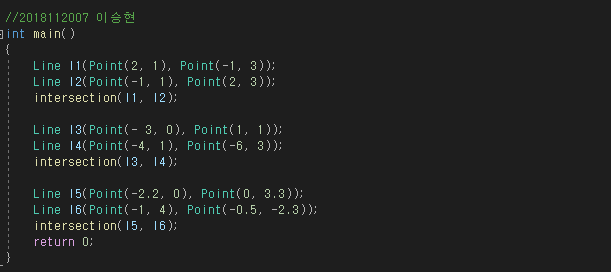 //2018112007 이승현
int main()
{
Line l1(Point(2, 1), Point(-1, 3));
Line l2(Point(-1, 1), Point(2, 3));
intersection(l1, l2);
Line l3(Point(- 3, 0), Point(1, 1));
Line l4(Point(-4, 1), Point(-6, 3));
intersection(l3, l4);
Line l5(Point(-2.2, 0), Point(0, 3.3));
Line l6(Point(-1, 4), Point(-0.5, -2.3));
intersection(l5, l6);
return 0;
}